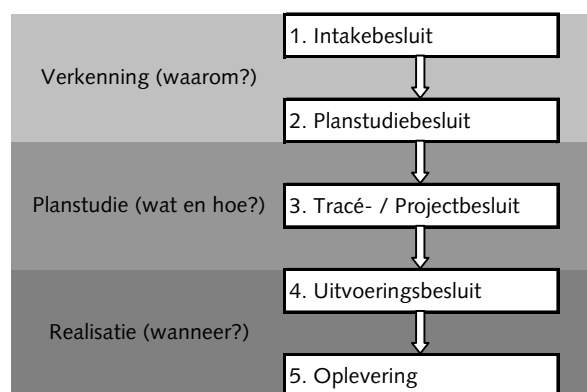 1. Intakebesluit
Verkenning (waarom?)
2. Planstudiebesluit
Planstudie (wat en hoe?)
3. Tracé- / Projectbesluit
4. Uitvoeringsbesluit
Realisatie (wanneer?)
5. Oplevering